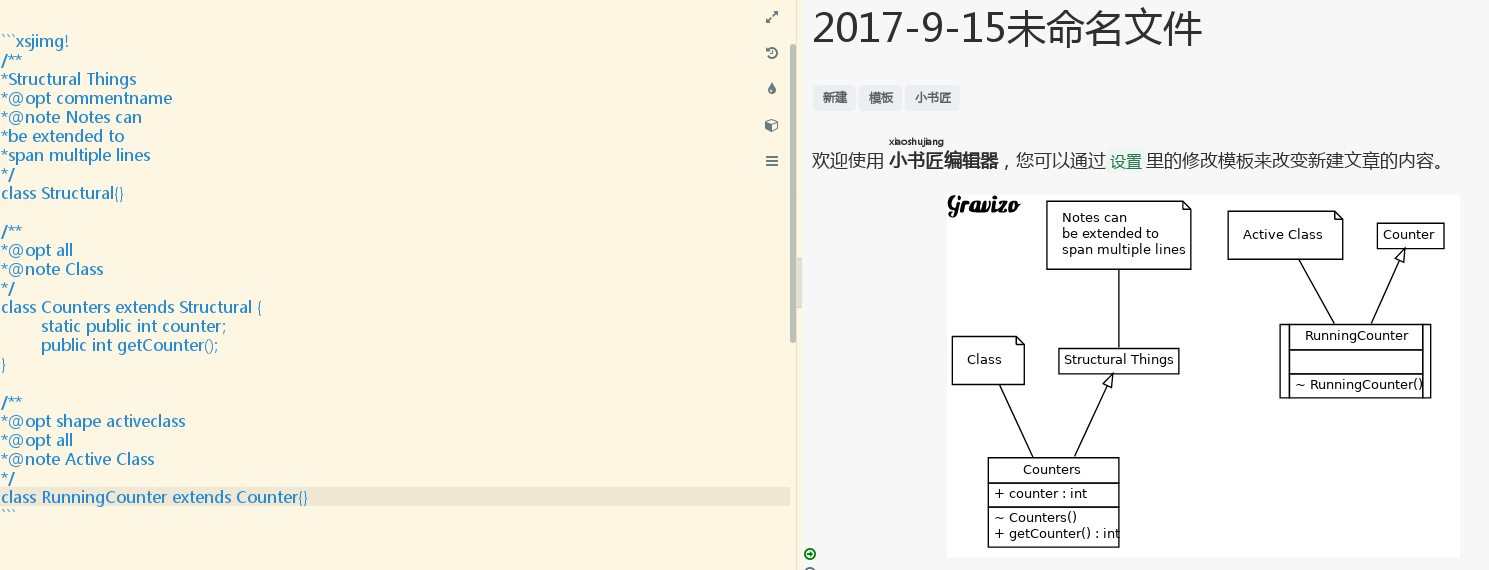 ```xsjimg!
/**
*Structural Things
*@opt commentname
*@note Notes can
*be extended to
*span multiple lines
*/
class Structural{}
/**
*@opt all
*@note Class
*/
class Counters extends Structural {
static public int counter;
public int getCounter();
}
/**
*@opt shape activeclass
*@opt all
*@note Active Class
*/
class RunningCounter extends Counter{}
```
2017-9-15未命名文件
新建 模板 小书匠
xiaoshujiang
欢迎使用 小书匠编辑器，您可以通过 设置 里的修改模板来改变新建文章的内容。
Gravizo
Notes can
be extended to
span multiple lines
Active Class
Counter
Class
Structural Things
RunningCounter
~ RunningCounter()
Counters
+ counter : int
~ Counters()
+ getCounter() : int